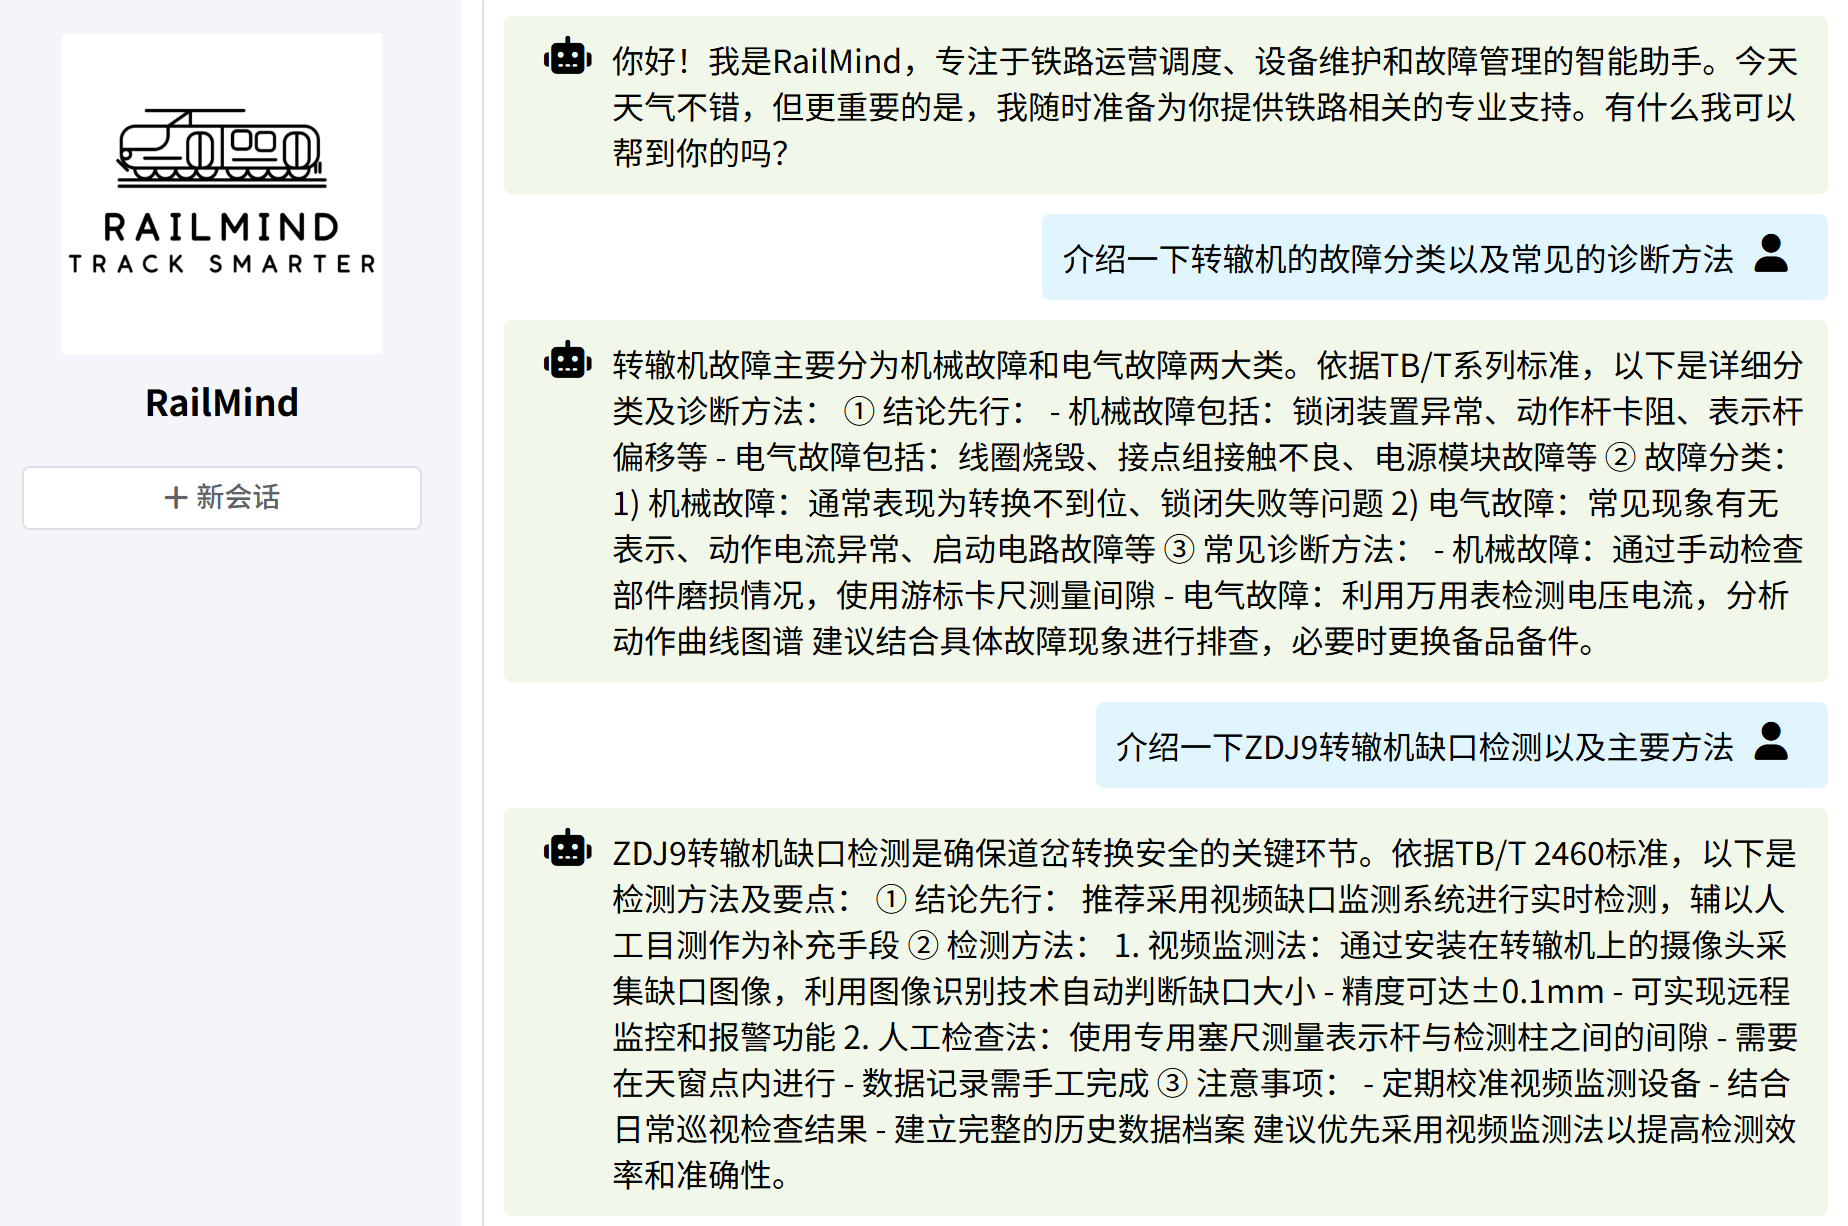 RAILMIND
TRACK SMARTER
RailMind
+ 新会话
你好！我是RailMind，专注于铁路运营调度、设备维护和故障管理的智能助手。今天
天气不错，但更重要的是，我随时准备为你提供铁路相关的专业支持。有什么我可以
帮到你的吗？
介绍一下转辙机的故障分类以及常见的诊断方法
转辙机故障主要分为机械故障和电气故障两大类。依据TB/T系列标准，以下是详细分
类及诊断方法： ① 结论先行： - 机械故障包括：锁闭装置异常、动作杆卡阻、表示杆
偏移等 - 电气故障包括：线圈烧毁、接点组接触不良、电源模块故障等 ② 故障分类：
1) 机械故障：通常表现为转换不到位、锁闭失败等问题 2) 电气故障：常见现象有无
表示、动作电流异常、启动电路故障等 ③ 常见诊断方法： - 机械故障：通过手动检查
部件磨损情况，使用游标卡尺测量间隙 - 电气故障：利用万用表检测电压电流，分析
动作曲线图谱 建议结合具体故障现象进行排查，必要时更换备品备件。
介绍一下ZDJ9转辙机缺口检测以及主要方法
ZDJ9转辙机缺口检测是确保道岔转换安全的关键环节。依据TB/T 2460标准，以下是
检测方法及要点： ① 结论先行： 推荐采用视频缺口监测系统进行实时检测，辅以人
工目测作为补充手段 ② 检测方法： 1. 视频监测法：通过安装在转辙机上的摄像头采
集缺口图像，利用图像识别技术自动判断缺口大小 - 精度可达±0.1mm - 可实现远程
监控和报警功能 2. 人工检查法：使用专用塞尺测量表示杆与检测柱之间的间隙 - 需要
在天窗点内进行 - 数据记录需手工完成 ③ 注意事项： - 定期校准视频监测设备 - 结合
日常巡视检查结果 - 建立完整的历史数据档案 建议优先采用视频监测法以提高检测效
率和准确性。